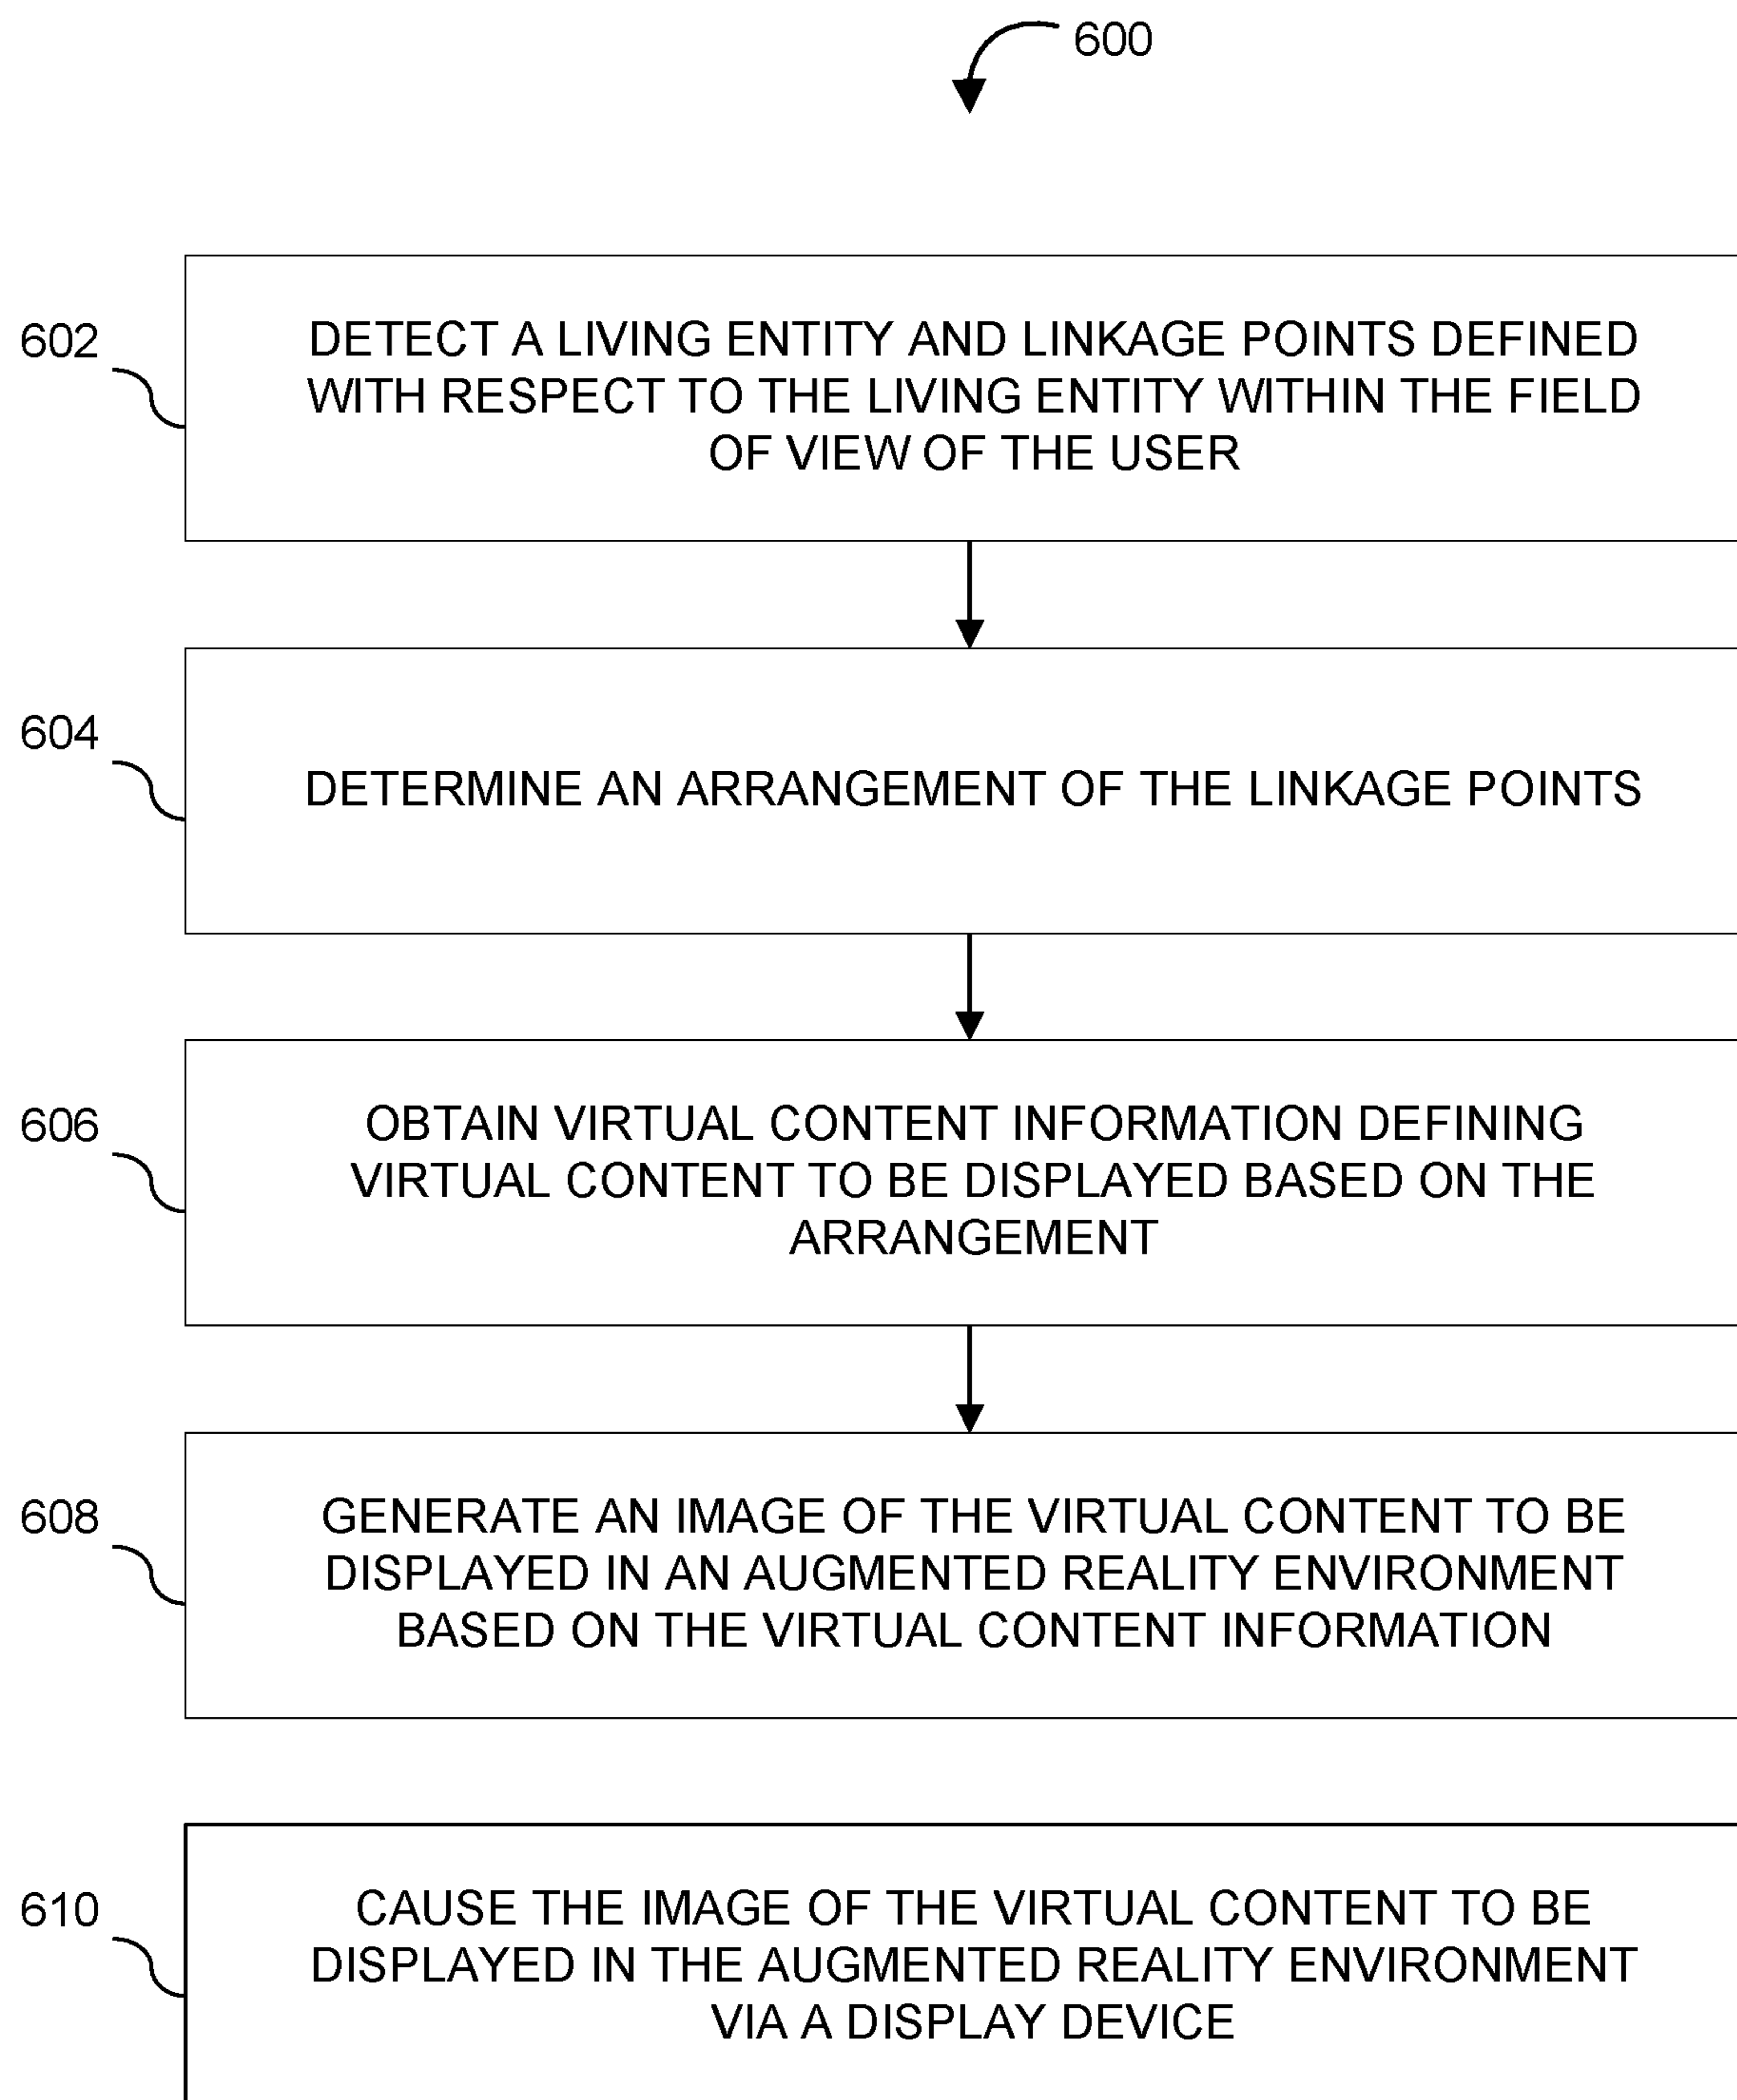 600
602
DETECT A LIVING ENTITY AND LINKAGE POINTS DEFINED
WITH RESPECT TO THE LIVING ENTITY WITHIN THE FIELD
OF VIEW OF THE USER
604
DETERMINE AN ARRANGEMENT OF THE LINKAGE POINTS
606
OBTAIN VIRTUAL CONTENT INFORMATION DEFINING
VIRTUAL CONTENT TO BE DISPLAYED BASED ON THE
ARRANGEMENT
608
GENERATE AN IMAGE OF THE VIRTUAL CONTENT TO BE
DISPLAYED IN AN AUGMENTED REALITY ENVIRONMENT
BASED ON THE VIRTUAL CONTENT INFORMATION
610
CAUSE THE IMAGE OF THE VIRTUAL CONTENT TO BE
DISPLAYED IN THE AUGMENTED REALITY ENVIRONMENT
VIA A DISPLAY DEVICE